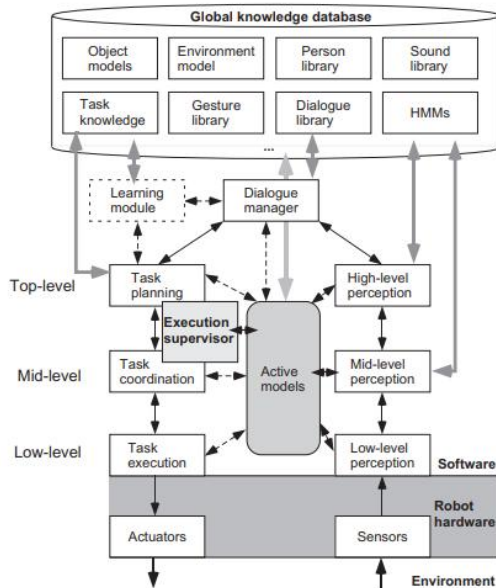 Global knowledge database
Object
models
Environment
model
Person
library
Sound
library
Task
knowledge
Gesture
library
Dialogue
library
HMMs
...
Learning
module
Dialogue
manager
Top-level
Task
planning
High-level
perception
Execution
supervisor
Mid-level
Task
coordination
Active
models
Mid-level
perception
Low-level
Task
execution
Low-level
perception
Software
Robot
hardware
Actuators
Sensors
Environment